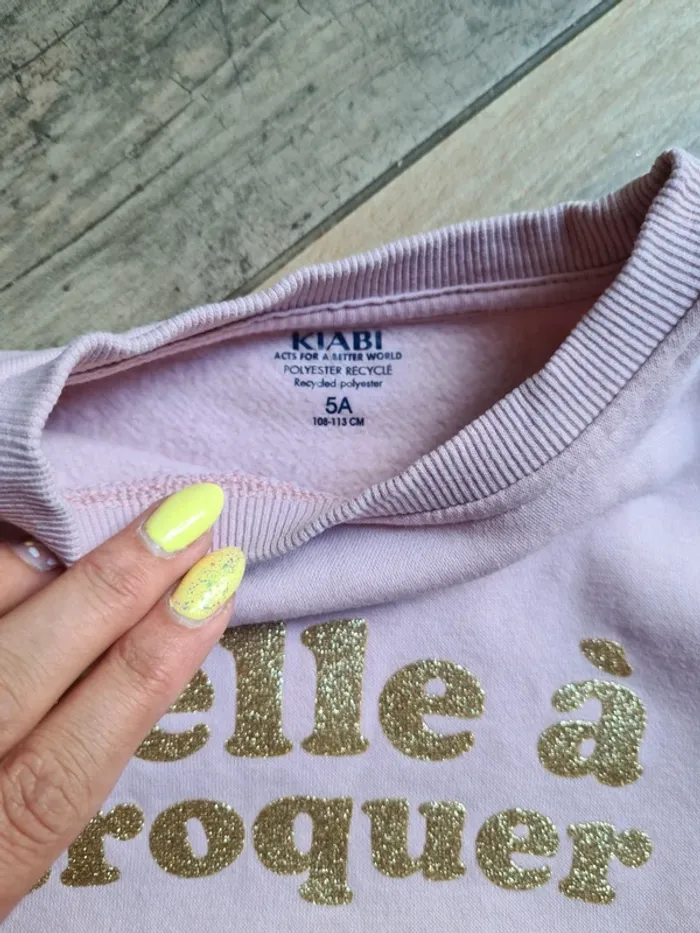 KIABI
ACTS FOR A BETTER WORLD
POLYESTER RECYCLÉ
Recycled polyester
5A
108-113 CM
elle à
roquer